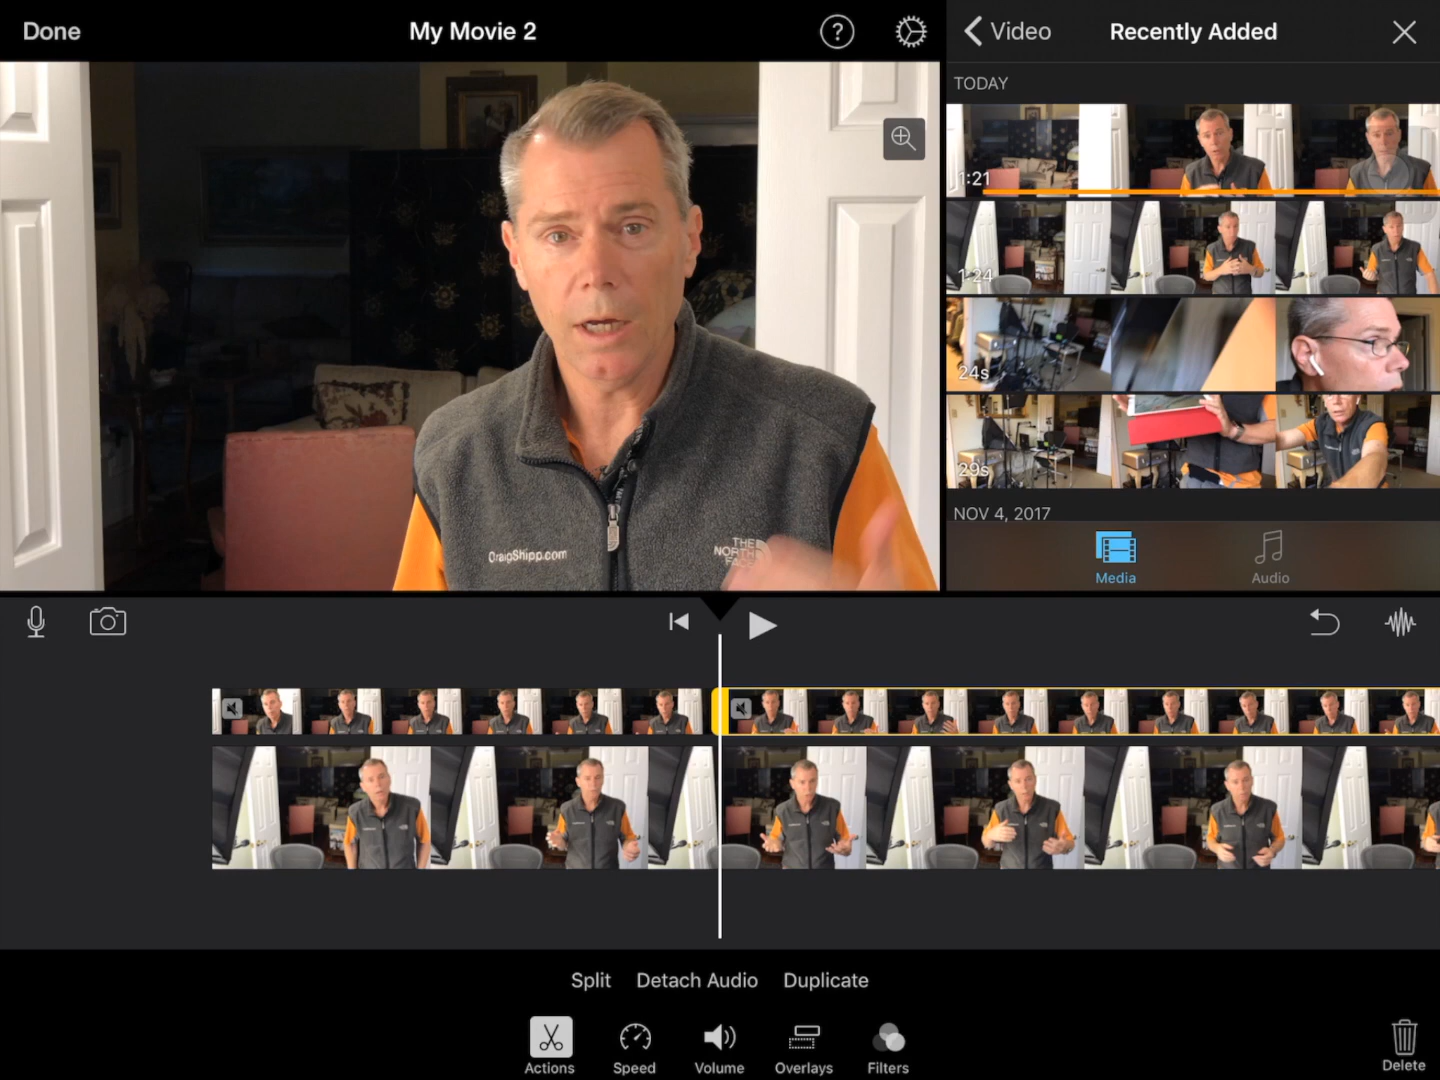 Done
My Movie 2
?
Video
Recently Added
TODAY
1:21
1:24
24s
29s
NOV 4, 2017
Media
Audio
CraigShipp.com
THE
NORTH
FACE
Split
Detach Audio
Duplicate
Actions
Speed
Volume
Overlays
Filters
Delete